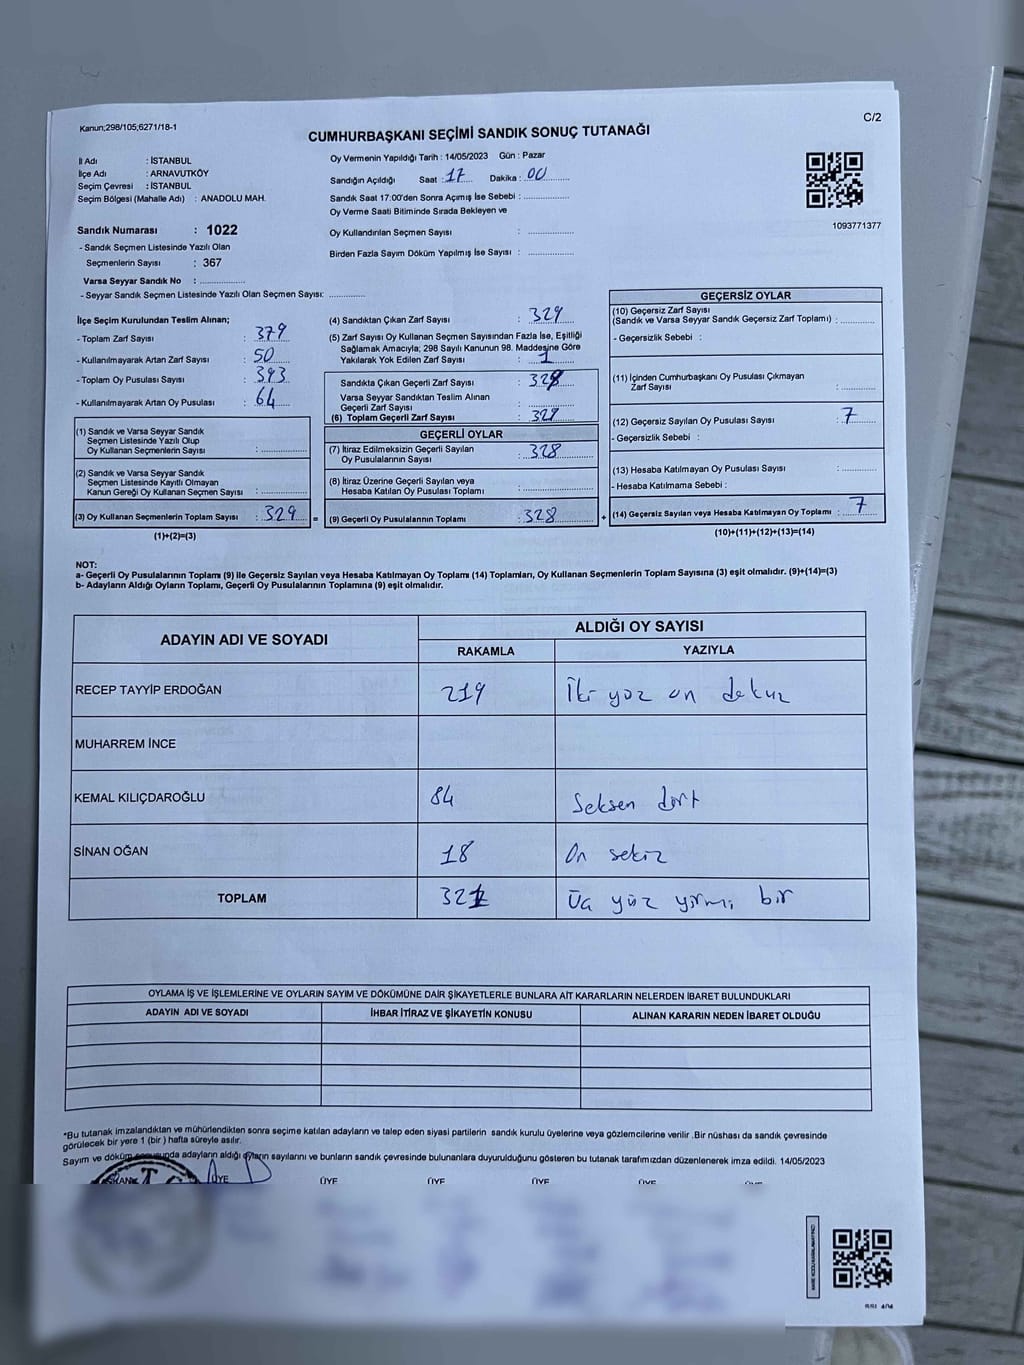 Kanun;298/105;6271/18-1
C/2
CUMHURBAŞKANI SEÇİMİ SANDIK SONUÇ TUTANAĞI
İl Adı : İSTANBUL
İlçe Adı : ARNAVUTKÖY
Seçim Çevresi : İSTANBUL
Seçim Bölgesi (Mahalle Adı) : ANADOLU MAH.
Oy Vermenin Yapıldığı Tarih : 14/05/2023 Gün : Pazar
Sandığın Açıldığı Saat : 17 Dakika : 00
Sandık Saat 17:00'den Sonra Açımış İse Sebebi :
Oy Verme Saati Bitiminde Sırada Bekleyen ve
Oy Kullandırılan Seçmen Sayısı :
Birden Fazla Sayım Döküm Yapılmış İse Sayısı :
1093771377
Sandık Numarası : 1022
- Sandık Seçmen Listesinde Yazılı Olan
Seçmenlerin Sayısı : 367
Varsa Seyyar Sandık No :
- Seyyar Sandık Seçmen Listesinde Yazılı Olan Seçmen Sayısı:
İlçe Seçim Kurulundan Teslim Alınan;
- Toplam Zarf Sayısı : 379
- Kullanılmayarak Artan Zarf Sayısı : 50
- Toplam Oy Pusulası Sayısı : 393
- Kullanılmayarak Artan Oy Pusulası : 64
(1) Sandık ve Varsa Seyyar Sandık
Seçmen Listesinde Yazılı Olup
Oy Kullanan Seçmenlerin Sayısı :
(2) Sandık ve Varsa Seyyar Sandık
Seçmen Listesinde Kayıtlı Olmayan
Kanun Gereği Oy Kullanan Seçmen Sayısı :
(3) Oy Kullanan Seçmenlerin Toplam Sayısı : 329 =
(1)+(2)=(3)
(4) Sandıktan Çıkan Zarf Sayısı : 329
(5) Zarf Sayısı Oy Kullanan Seçmen Sayısından Fazla İse, Eşitliği
Sağlamak Amacıyla; 298 Sayılı Kanunun 98. Maddesine Göre
Yakılarak Yok Edilen Zarf Sayısı : 1
Sandıkta Çıkan Geçerli Zarf Sayısı : 328
Varsa Seyyar Sandıktan Teslim Alınan
Geçerli Zarf Sayısı :
(6) Toplam Geçerli Zarf Sayısı : 328
GEÇERLİ OYLAR
(7) İtiraz Edilmeksizin Geçerli Sayılan
Oy Pusulalarının Sayısı : 328
(8) İtiraz Üzerine Geçerli Sayılan veya
Hesaba Katılan Oy Pusulası Toplamı :
(9) Geçerli Oy Pusulalarının Toplamı : 328 +
GEÇERSİZ OYLAR
(10) Geçersiz Zarf Sayısı
(Sandık ve Varsa Seyyar Sandık Geçersiz Zarf Toplamı) :
- Geçersizlik Sebebi :
(11) İçinden Cumhurbaşkanı Oy Pusulası Çıkmayan
Zarf Sayısı :
(12) Geçersiz Sayılan Oy Pusulası Sayısı : 7
- Geçersizlik Sebebi :
(13) Hesaba Katılmayan Oy Pusulası Sayısı :
- Hesaba Katılmama Sebebi :
(14) Geçersiz Sayılan veya Hesaba Katılmayan Oy Toplamı : 7
(10)+(11)+(12)+(13)=(14)
NOT:
a- Geçerli Oy Pusulalarının Toplamı (9) ile Geçersiz Sayılan veya Hesaba Katılmayan Oy Toplamı (14) Toplamları, Oy Kullanan Seçmenlerin Toplam Sayısına (3) eşit olmalıdır. (9)+(14)=(3)
b- Adayların Aldığı Oyların Toplamı, Geçerli Oy Pusulalarının Toplamına (9) eşit olmalıdır.
ADAYIN ADI VE SOYADI
ALDIĞI OY SAYISI
RAKAMLA YAZIYLA
RECEP TAYYİP ERDOĞAN 219 İki yüz on dokuz
MUHARREM İNCE
KEMAL KILIÇDAROĞLU 84 Seksen dört
SİNAN OĞAN 18 On sekiz
TOPLAM 321 Üç yüz yirmi bir
OYLAMA İŞ VE İŞLEMLERİNE VE OYLARIN SAYIM VE DÖKÜMÜNE DAİR ŞİKAYETLERLE BUNLARA AİT KARARLARIN NELERDEN İBARET BULUNDUKLARI
ADAYIN ADI VE SOYADI İHBAR İTİRAZ VE ŞİKAYETİN KONUSU ALINAN KARARIN NEDEN İBARET OLDUĞU
*Bu tutanak imzalandıktan ve mühürlendikten sonra seçime katılan adayların ve talep eden siyasi partilerin sandık kurulu üyelerine veya gözlemcilerine verilir .Bir nüshası da sandık çevresinde
görülecek bir yere 1 (bir ) hafta süreyle asılır.
Sayım ve döküm sonucunda adayların aldığı oyların sayılarını ve bunların sandık çevresinde bulunanlara duyurulduğunu gösteren bu tutanak tarafımızdan düzenlenerek imza edildi. 14/05/2023
ÜYE ÜYE ÜYE ÜYE ÜYE